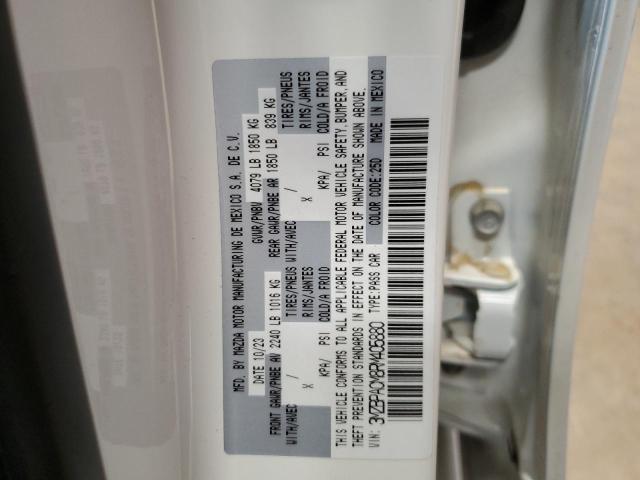 MFD. BY MAZDA MOTOR MANUFACTURING DE MEXICO S.A. DE C.V.
DATE 10/23 GVWR/PNBV 4079 LB 1850 KG
FRONT GAWR/PNBE AV 2240 LB 1016 KG REAR GAWR/PNBE AR 1850 LB 839 KG
WITH/AVEC / TIRES/PNEUS WITH/AVEC / TIRES/PNEUS
X RIMS/JANTES X RIMS/JANTES
KPA/ PSI COLD/A FROID KPA/ PSI COLD/A FROID
THIS VEHICLE CONFORMS TO ALL APPLICABLE FEDERAL MOTOR VEHICLE SAFETY, BUMPER, AND
THEFT PREVENTION STANDARDS IN EFFECT ON THE DATE OF MANUFACTURE SHOWN ABOVE.
VIN: TYPE:PASS CAR COLOR CODE:25D MADE IN MEXICO